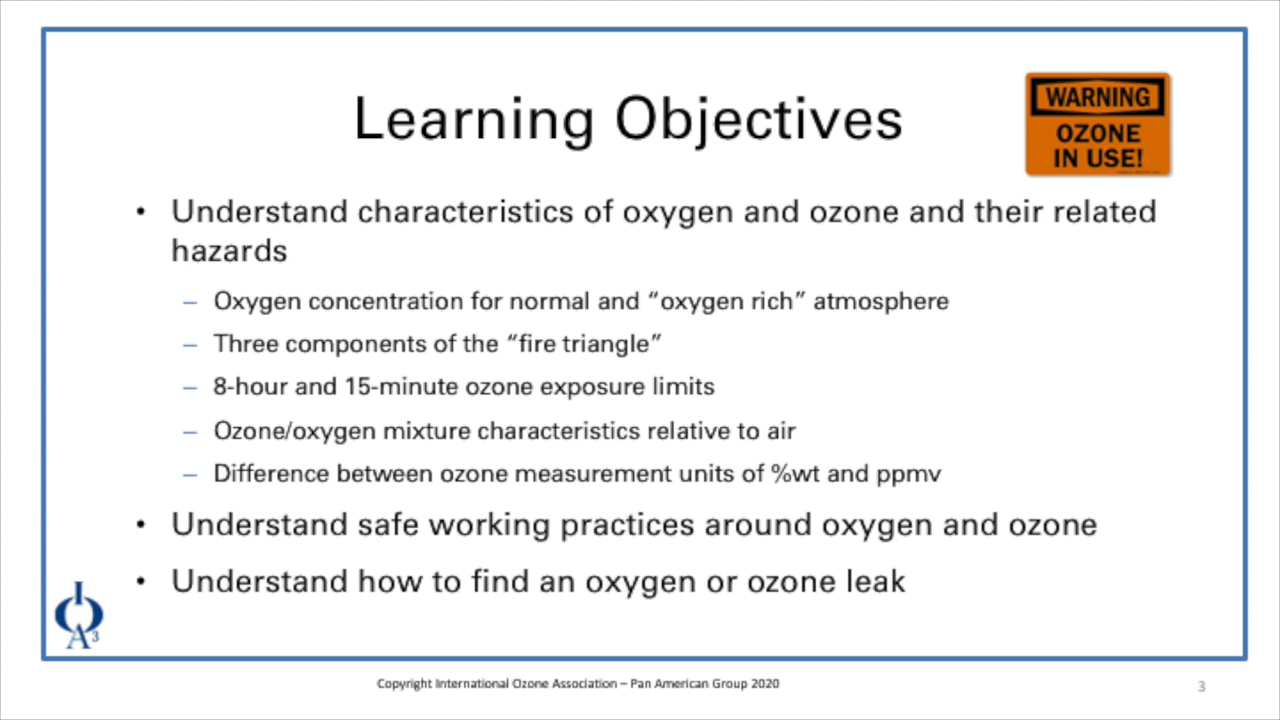 Learning Objectives
WARNING
OZONE
IN USE!
• Understand characteristics of oxygen and ozone and their related
hazards
– Oxygen concentration for normal and “oxygen rich” atmosphere
– Three components of the “fire triangle”
– 8-hour and 15-minute ozone exposure limits
– Ozone/oxygen mixture characteristics relative to air
– Difference between ozone measurement units of %wt and ppmv
• Understand safe working practices around oxygen and ozone
• Understand how to find an oxygen or ozone leak
I
O
A3
Copyright International Ozone Association – Pan American Group 2020
3